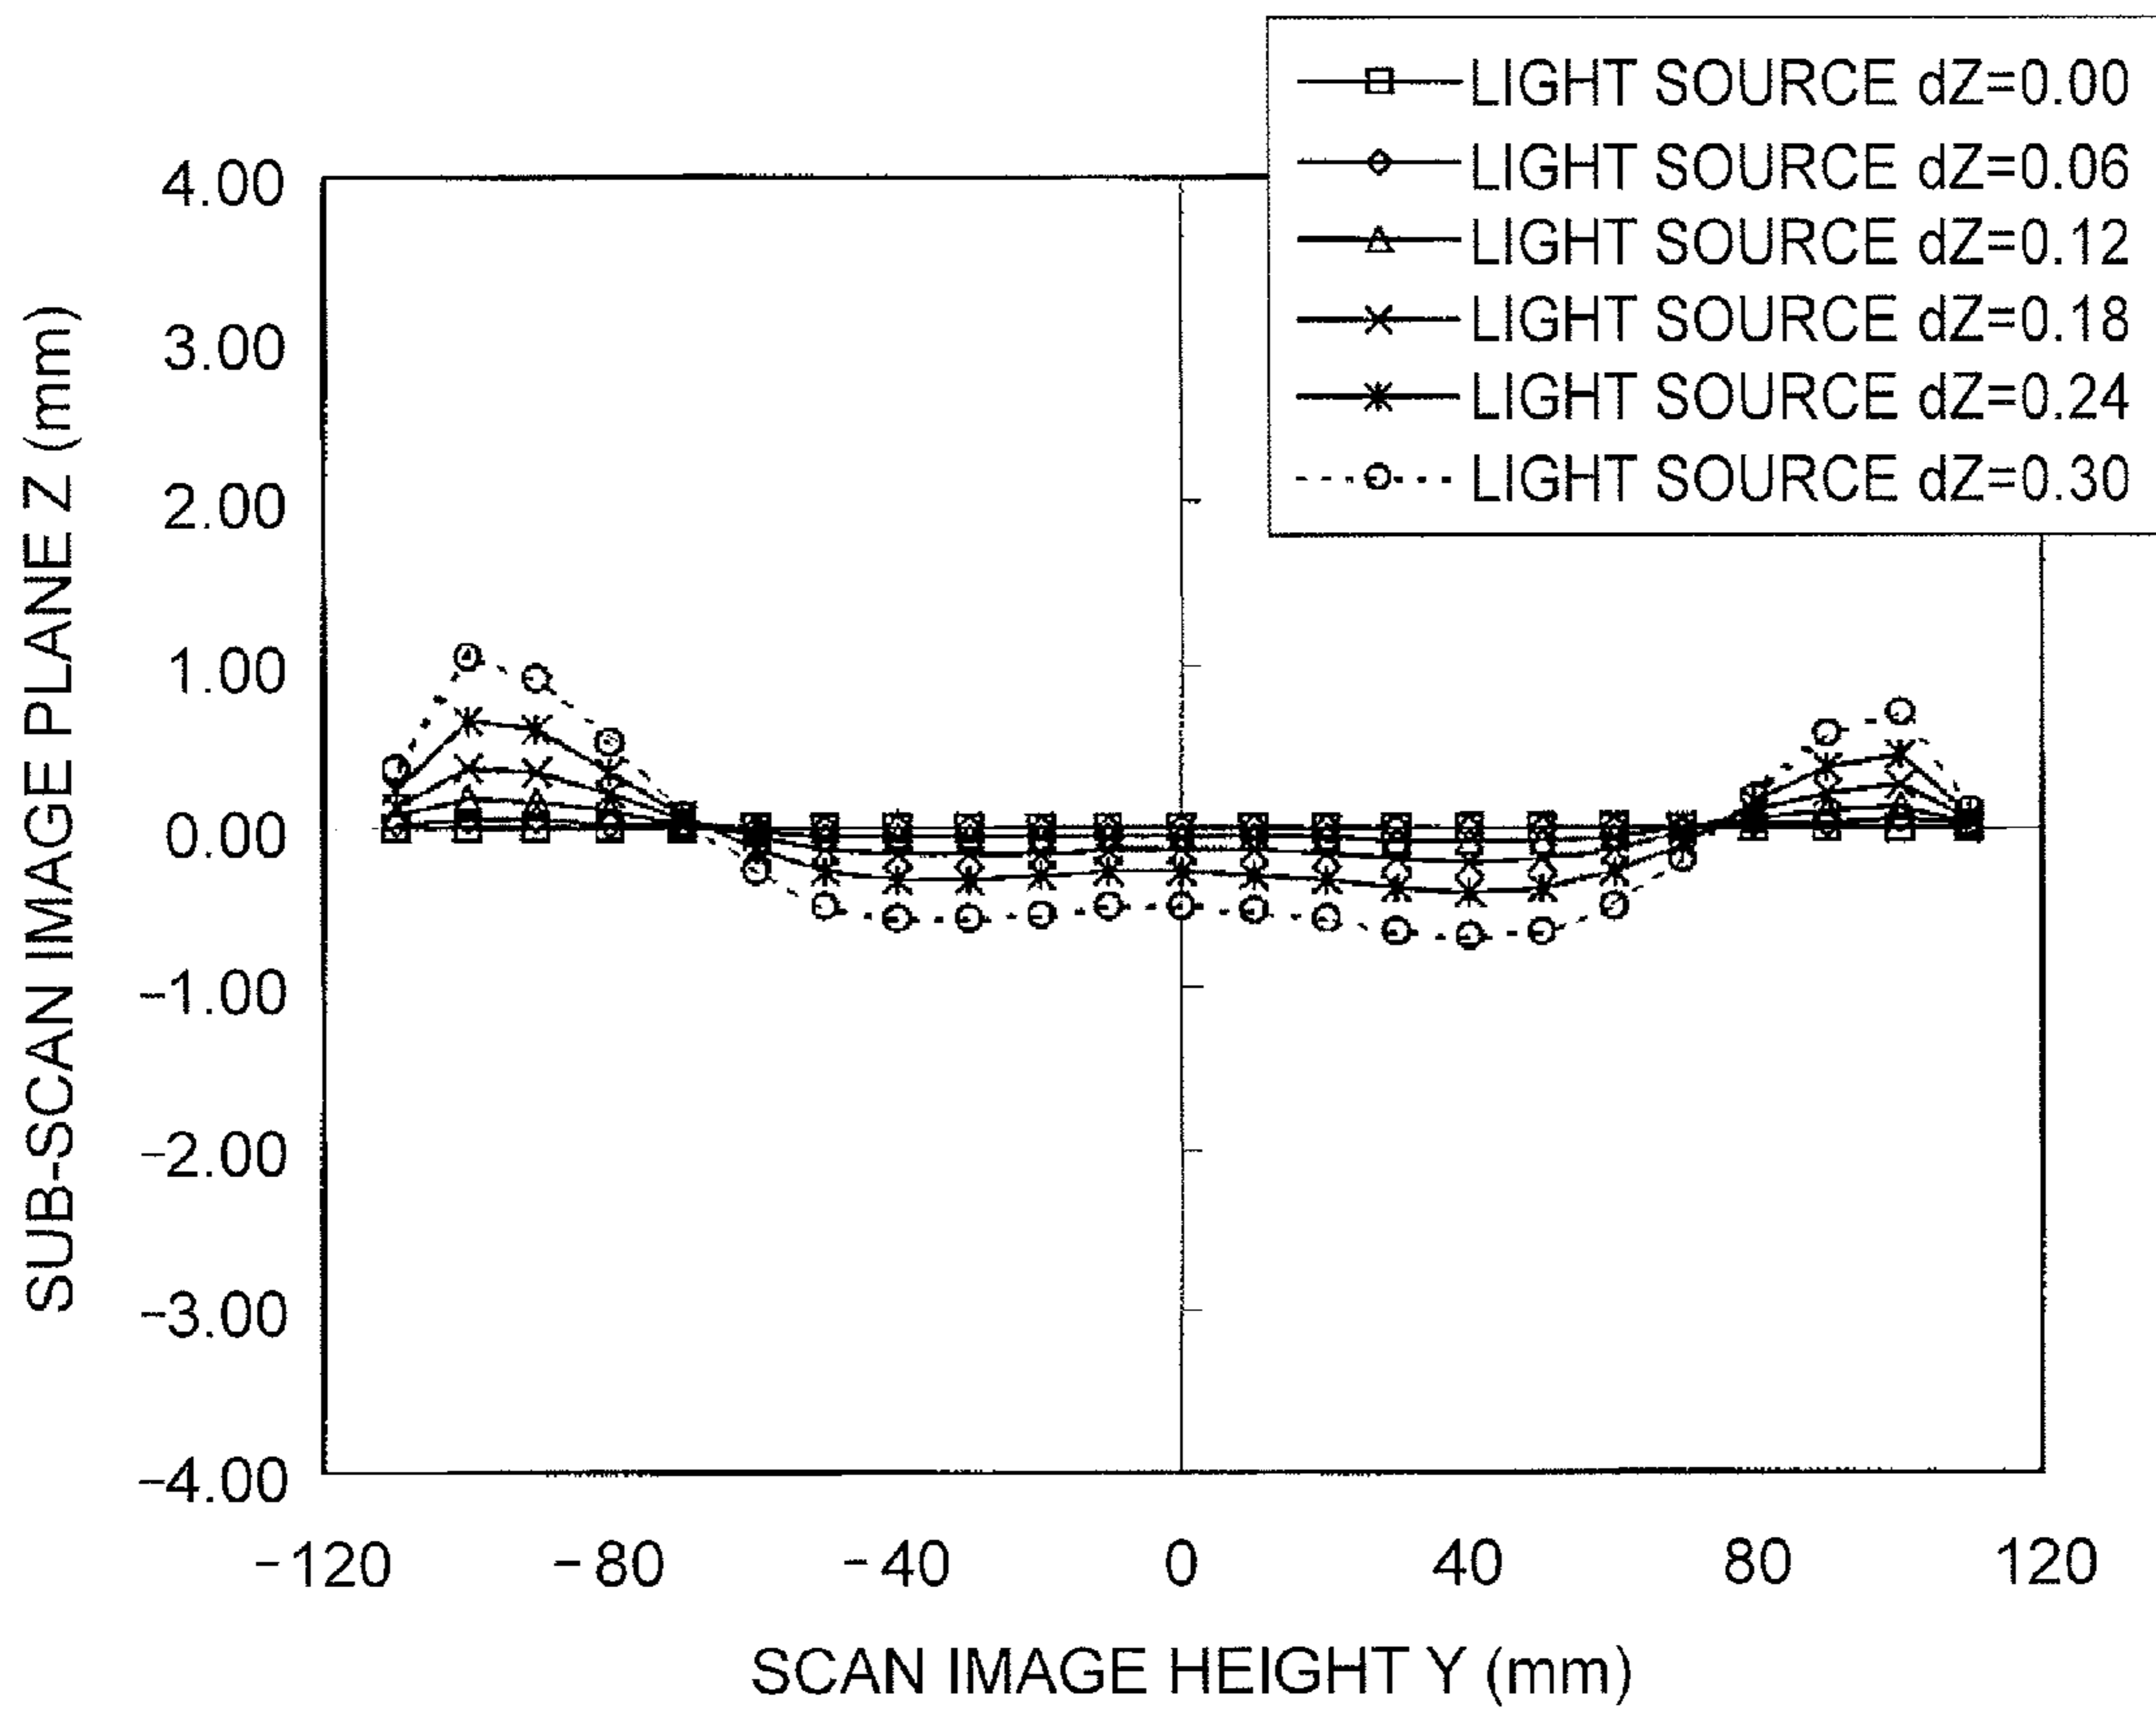 LIGHT SOURCE dZ=0.00
LIGHT SOURCE dZ=0.06
LIGHT SOURCE dZ=0.12
LIGHT SOURCE dZ=0.18
LIGHT SOURCE dZ=0.24
LIGHT SOURCE dZ=0.30
SUB-SCAN IMAGE PLANE Z (mm)
4.00
3.00
2.00
1.00
0.00
-1.00
-2.00
-3.00
-4.00
-120 -80 -40 0 40 80 120
SCAN IMAGE HEIGHT Y (mm)